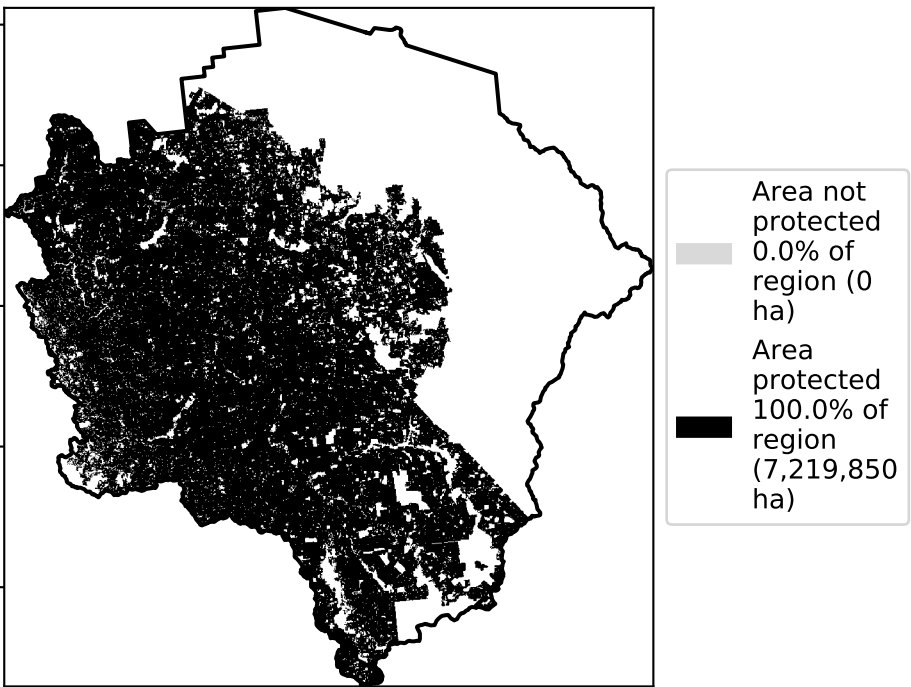 Area not
protected
0.0% of
region (0
ha)
Area
protected
100.0% of
region
(7,219,850
ha)